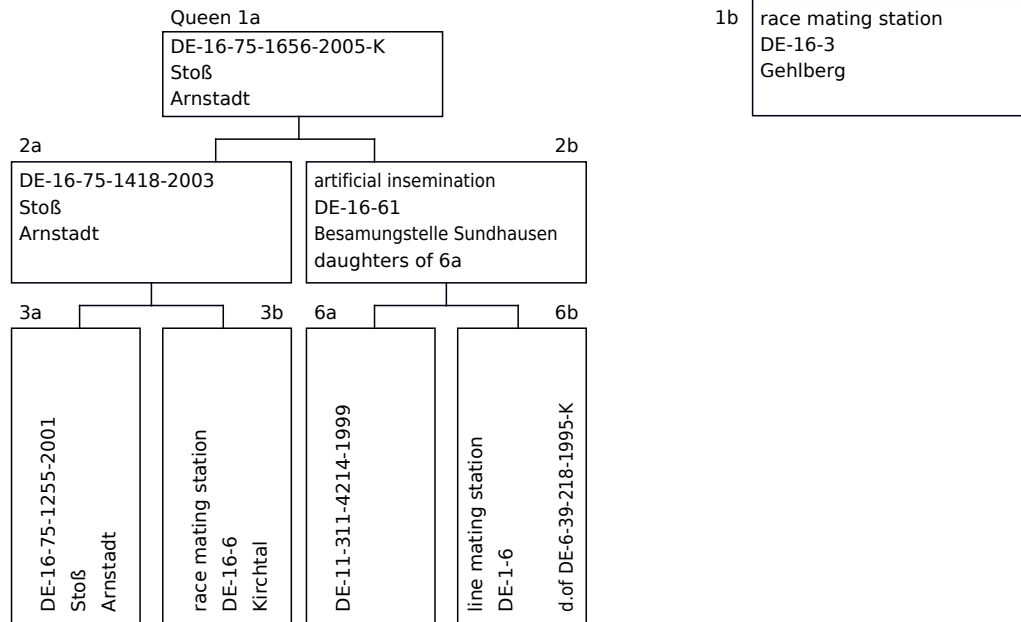 Queen 1a
DE-16-75-1656-2005-K
Stoß
Arnstadt
1b
race mating station
DE-16-3
Gehlberg
2a
DE-16-75-1418-2003
Stoß
Arnstadt
2b
artificial insemination
DE-16-61
Besamungstelle Sundhausen
daughters of 6a
3a
DE-16-75-1255-2001
Stoß
Arnstadt
3b
race mating station
DE-16-6
Kirchtal
6a
DE-11-311-4214-1999
6b
line mating station
DE-1-6
d.of DE-6-39-218-1995-K